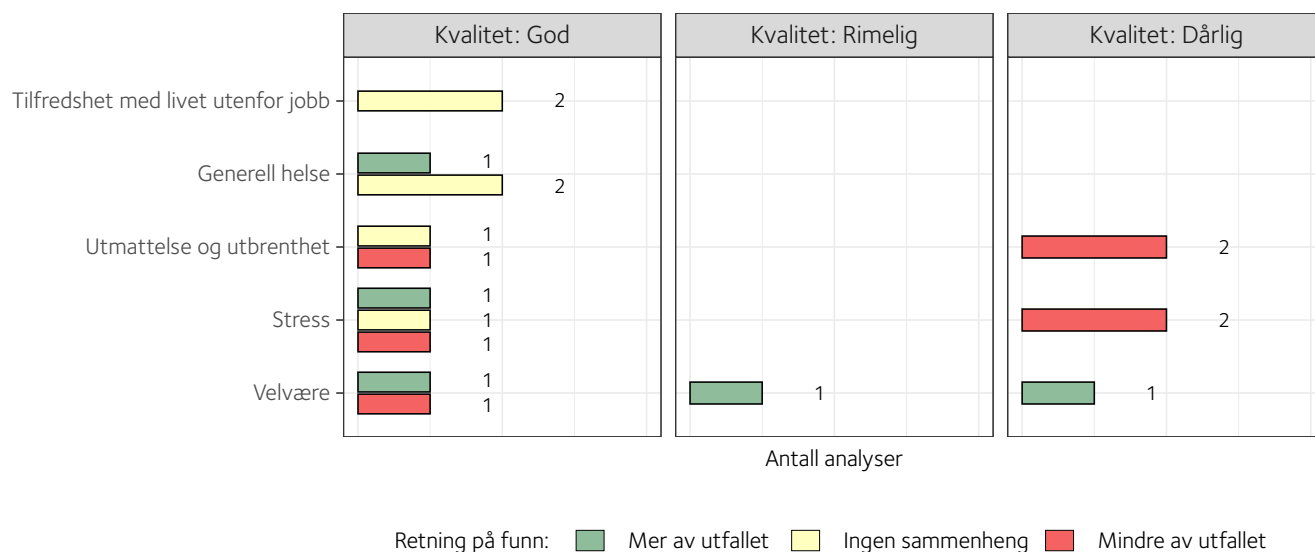 Kvalitet: God
Kvalitet: Rimelig
Kvalitet: Dårlig
Tilfredshet med livet utenfor jobb
2
Generell helse
1
2
Utmattelse og utbrenthet
1
1
2
Stress
1
1
1
2
Velvære
1
1
1
1
Antall analyser
Retning på funn: Mer av utfallet Ingen sammenheng Mindre av utfallet